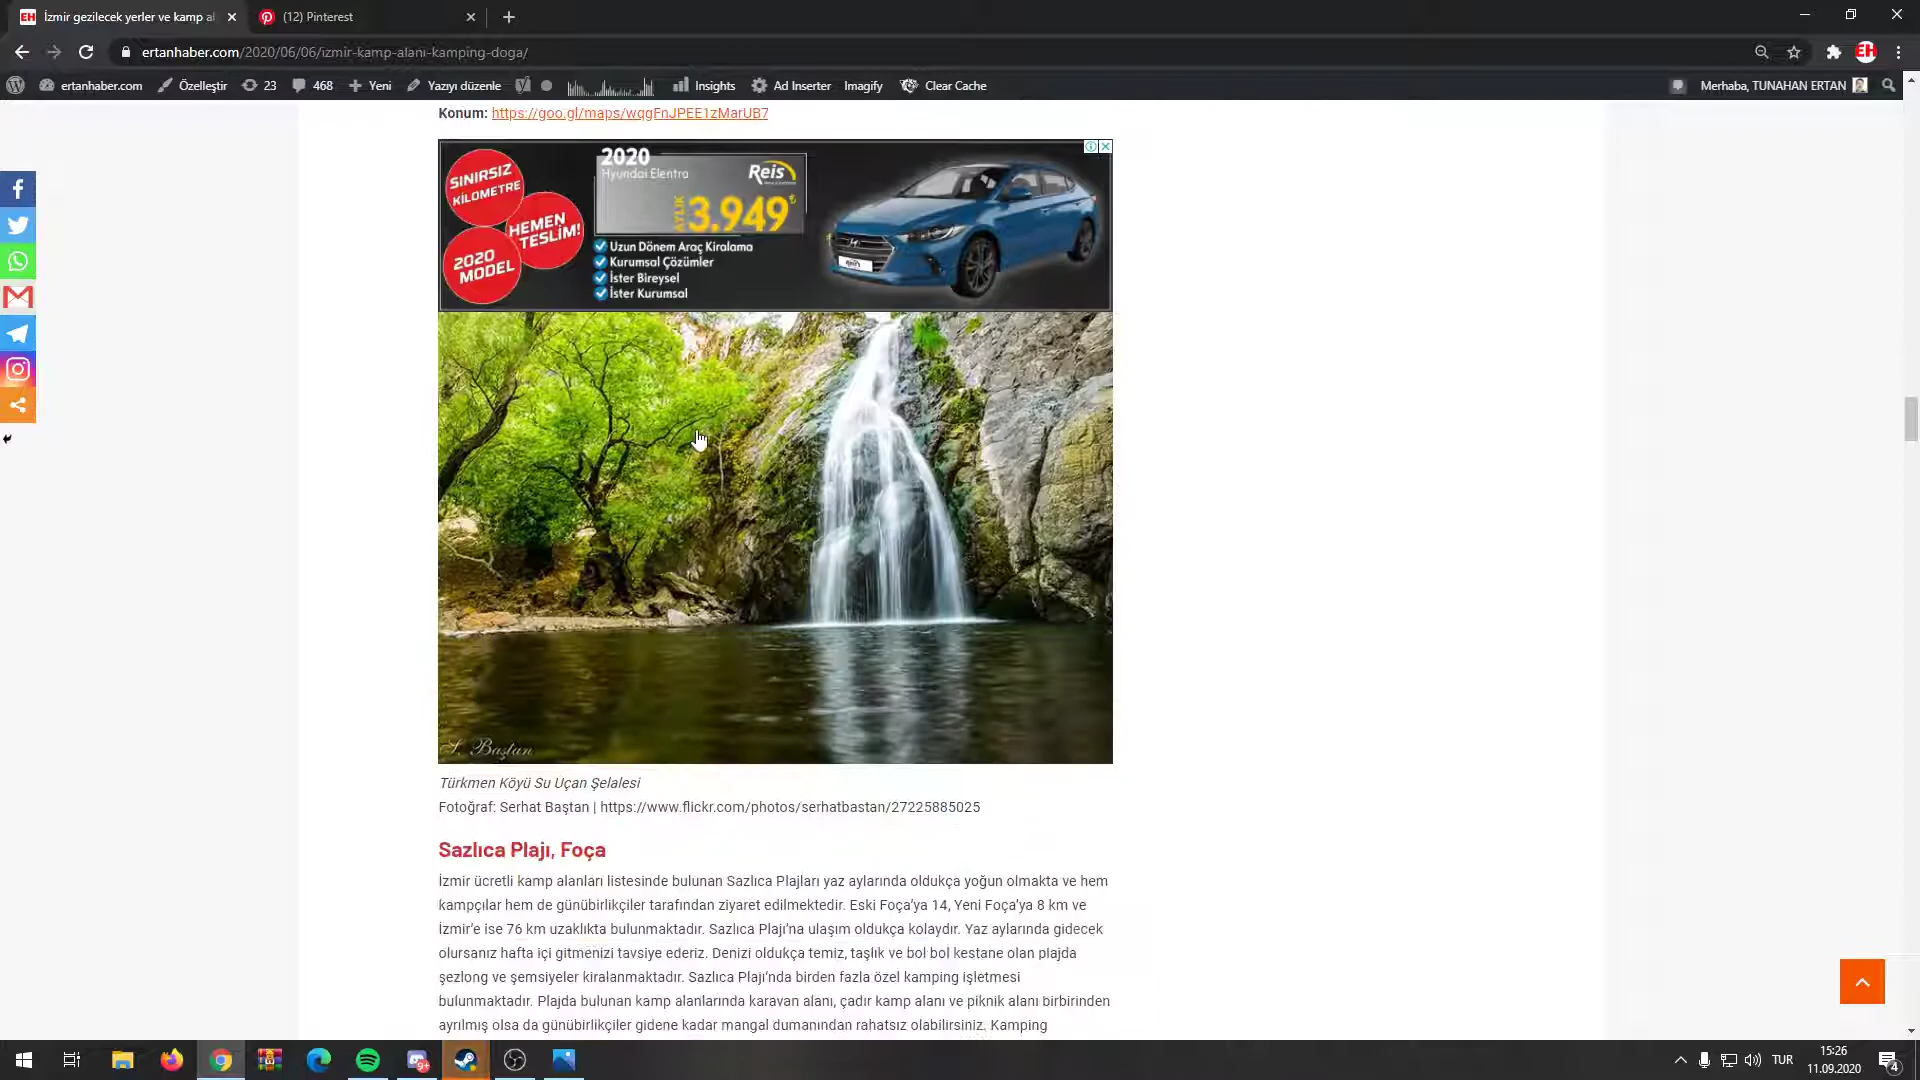 İzmir gezilecek yerler ve kamp al
(12) Pinterest
ertanhaber.com/2020/06/06/izmir-kamp-alani-kamping-doga/
ertanhaber.com
Özelleştir
23
468
Yeni
Yazıyı düzenle
Insights
Ad Inserter
Imagify
Clear Cache
Merhaba, TUNAHAN ERTAN
Konum: https://goo.gl/maps/wqgFnJPEE1zMarUB7
SINIRSIZ
KİLOMETRE
HEMEN
TESLİM!
2020
MODEL
2020
Hyundai Elentra
Reis
AYLIK
3.949₺
Uzun Dönem Araç Kiralama
Kurumsal Çözümler
İster Bireysel
İster Kurumsal
S. Baştan
Türkmen Köyü Su Uçan Şelalesi
Fotoğraf: Serhat Baştan | https://www.flickr.com/photos/serhatbastan/27225885025
Sazlıca Plajı, Foça
İzmir ücretli kamp alanları listesinde bulunan Sazlıca Plajları yaz aylarında oldukça yoğun olmakta ve hem
kampçılar hem de günübirlikçiler tarafından ziyaret edilmektedir. Eski Foça’ya 14, Yeni Foça’ya 8 km ve
İzmir’e ise 76 km uzaklıkta bulunmaktadır. Sazlıca Plajı’na ulaşım oldukça kolaydır. Yaz aylarında gidecek
olursanız hafta içi gitmenizi tavsiye ederiz. Denizi oldukça temiz, taşlık ve bol bol kestane olan plajda
şezlong ve şemsiyeler kiralanmaktadır. Sazlıca Plajı’nda birden fazla özel kamping işletmesi
bulunmaktadır. Plajda bulunan kamp alanlarında karavan alanı, çadır kamp alanı ve piknik alanı birbirinden
ayrılmış olsa da günübirlikçiler gidene kadar mangal dumanından rahatsız olabilirsiniz. Kamping
TUR
15:26
11.09.2020
4